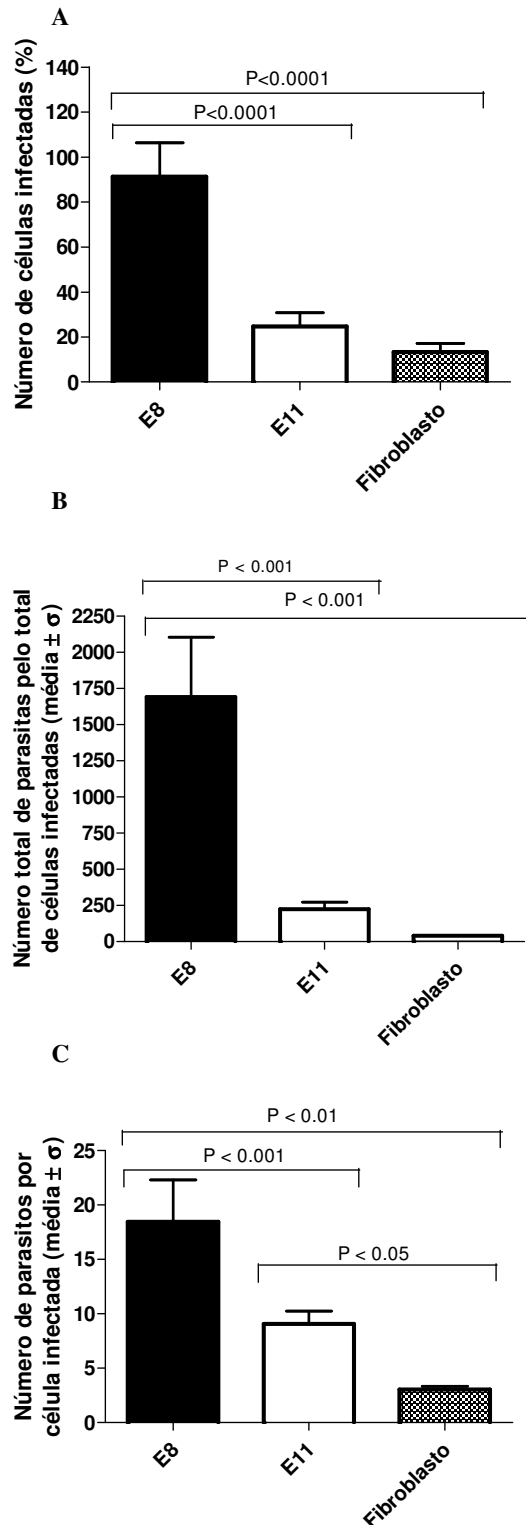 A
P<0.0001
P<0.0001
Número de células infectadas (%)
140
120
100
80
60
40
20
0
E8
E11
Fibroblasto
B
P < 0.001
P < 0.001
Número total de parasitas pelo total
de células infectadas (média ± σ)
2250
2000
1750
1500
1250
1000
750
500
250
0
E8
E11
Fibroblasto
C
P < 0.01
P < 0.001
P < 0.05
Número de parasitos por
célula infectada (média ± σ)
25
20
15
10
5
0
E8
E11
Fibroblasto